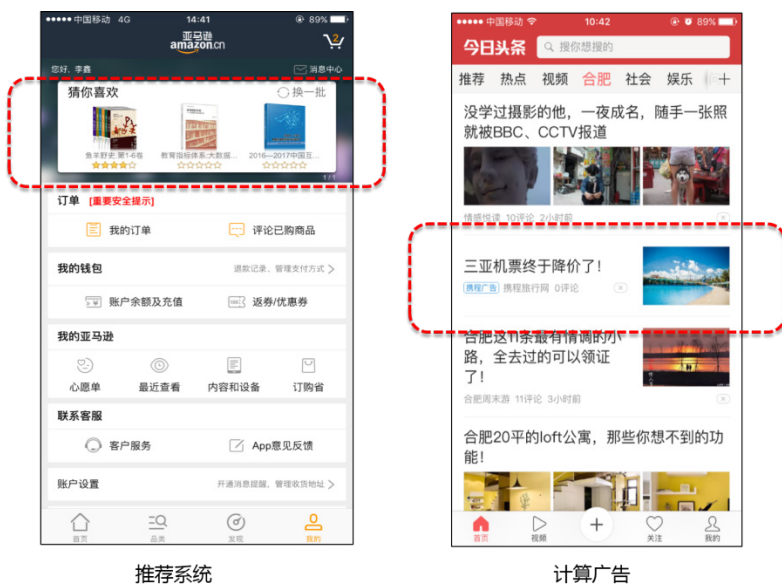 中国移动 4G 14:41 89%
亚马逊
amazon.cn
2
您好, 李鑫 消息中心
猜你喜欢 换一批
鱼羊野史:第1-6卷 教育指标体系:大数据... 2016—2017中国互...
1/1
订单 [重要安全提示]
我的订单 评论已购商品
我的钱包 退款记录、管理支付方式 >
账户余额及充值 返券/优惠券
我的亚马逊
心愿单 最近查看 内容和设备 订购省
联系客服
客户服务 App意见反馈
账户设置 开通消息提醒, 管理收货地址 >
首页 品类 发现 我的
推荐系统
中国移动 10:42 89%
今日头条 搜你想搜的
推荐 热点 视频 合肥 社会 娱乐 +
没学过摄影的他，一夜成名，随手一张照
就被BBC、CCTV报道
情感悦读 10评论 2小时前
三亚机票终于降价了!
携程广告 携程旅行网 0评论
合肥这11条最有情调的小
路，全去过的可以领证
了!
合肥周末游 11评论 3小时前
合肥20平的loft公寓，那些你想不到的功
能!
首页 视频 + 关注 我的
计算广告